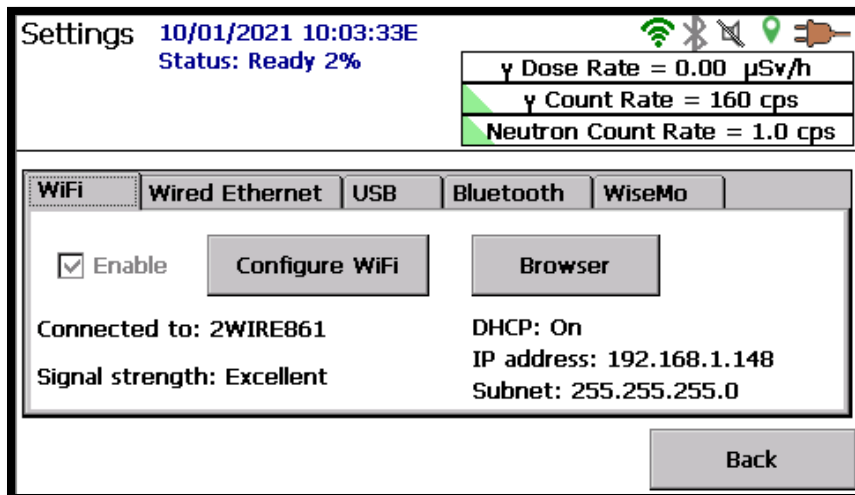 Settings 10/01/2021 10:03:33E
Status: Ready 2%
γ Dose Rate = 0.00 µSv/h
γ Count Rate = 160 cps
Neutron Count Rate = 1.0 cps
WiFi Wired Ethernet USB Bluetooth WiseMo
Enable Configure WiFi Browser
Connected to: 2WIRE861
Signal strength: Excellent
DHCP: On
IP address: 192.168.1.148
Subnet: 255.255.255.0
Back